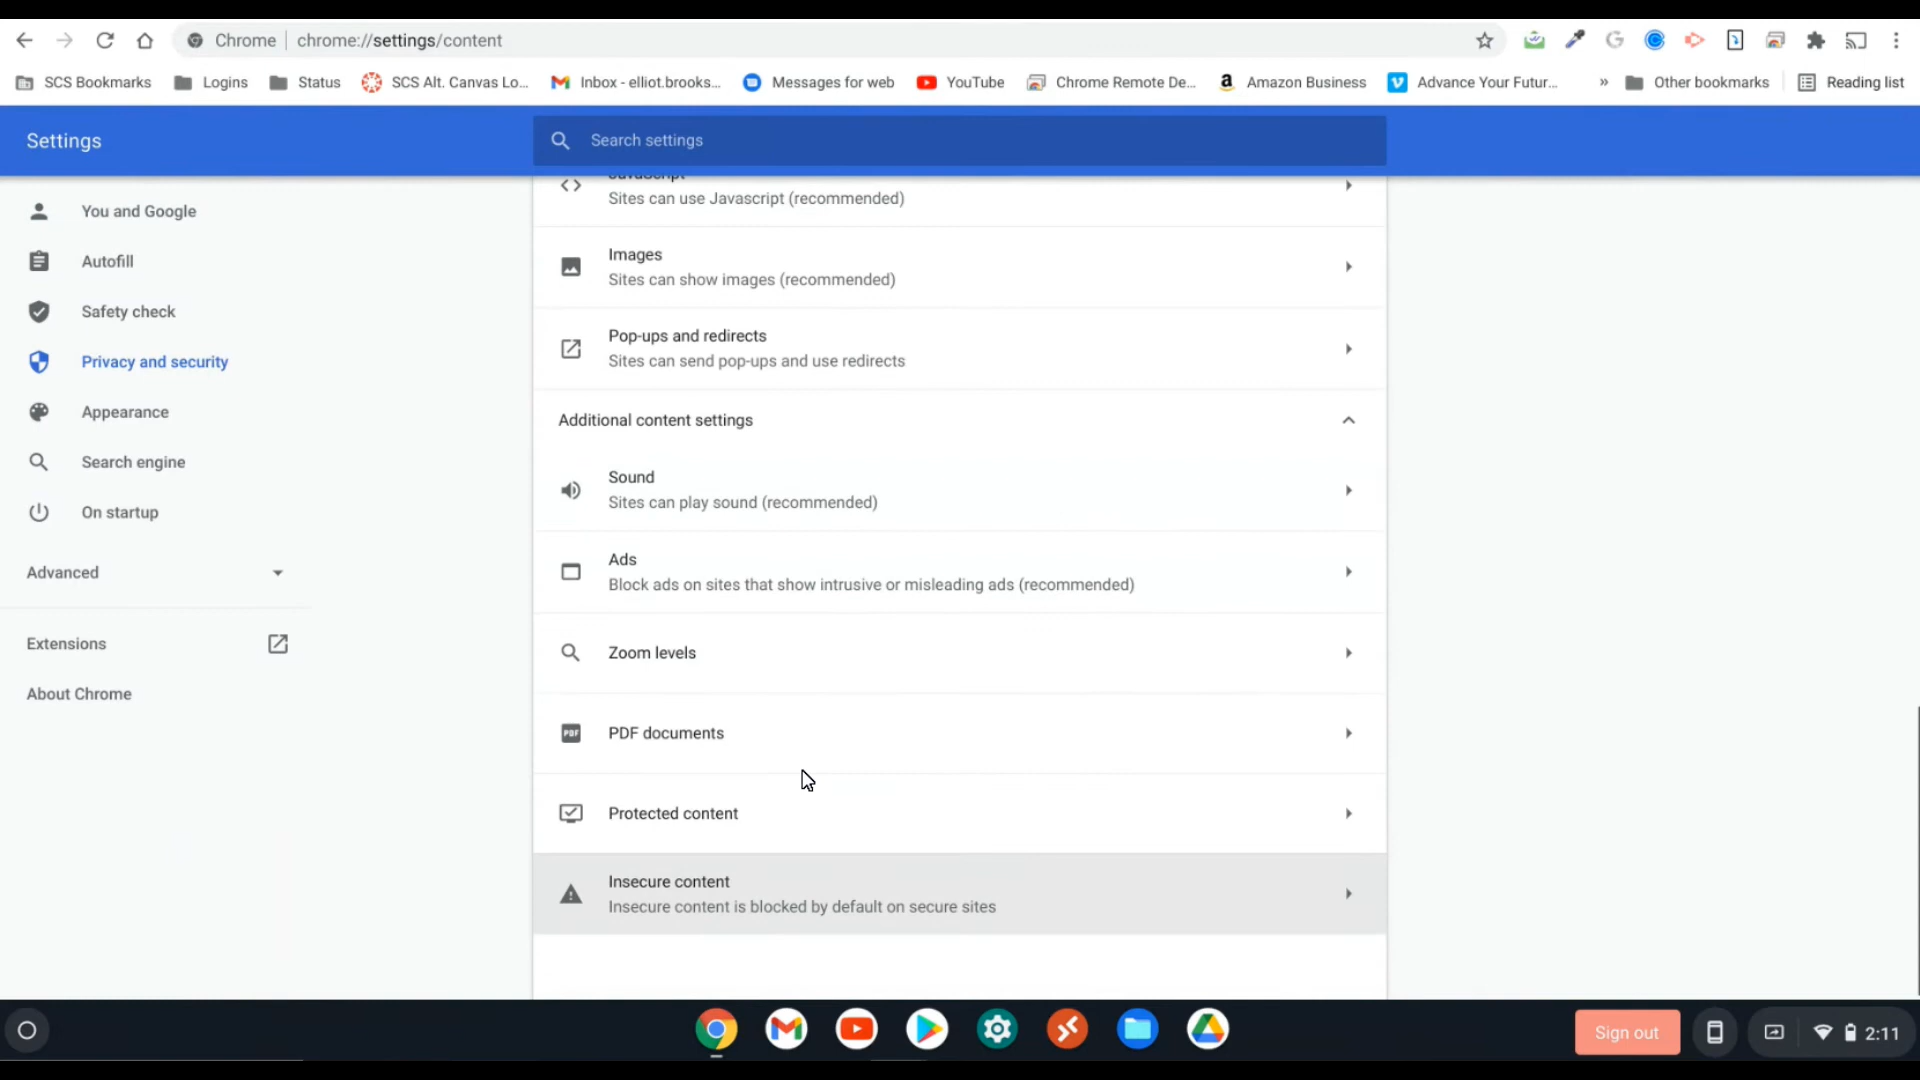 Chrome | chrome://settings/content
SCS Bookmarks
Logins
Status
SCS Alt. Canvas Lo...
Inbox - elliot.brooks...
Messages for web
YouTube
Chrome Remote De...
Amazon Business
Advance Your Futur...
»
Other bookmarks
Reading list
Settings
Search settings
You and Google
Autofill
Safety check
Privacy and security
Appearance
Search engine
On startup
Advanced
Extensions
About Chrome
JavaScript
Sites can use Javascript (recommended)
Images
Sites can show images (recommended)
Pop-ups and redirects
Sites can send pop-ups and use redirects
Additional content settings
Sound
Sites can play sound (recommended)
Ads
Block ads on sites that show intrusive or misleading ads (recommended)
Zoom levels
PDF
PDF documents
Protected content
Insecure content
Insecure content is blocked by default on secure sites
Sign out
2:11